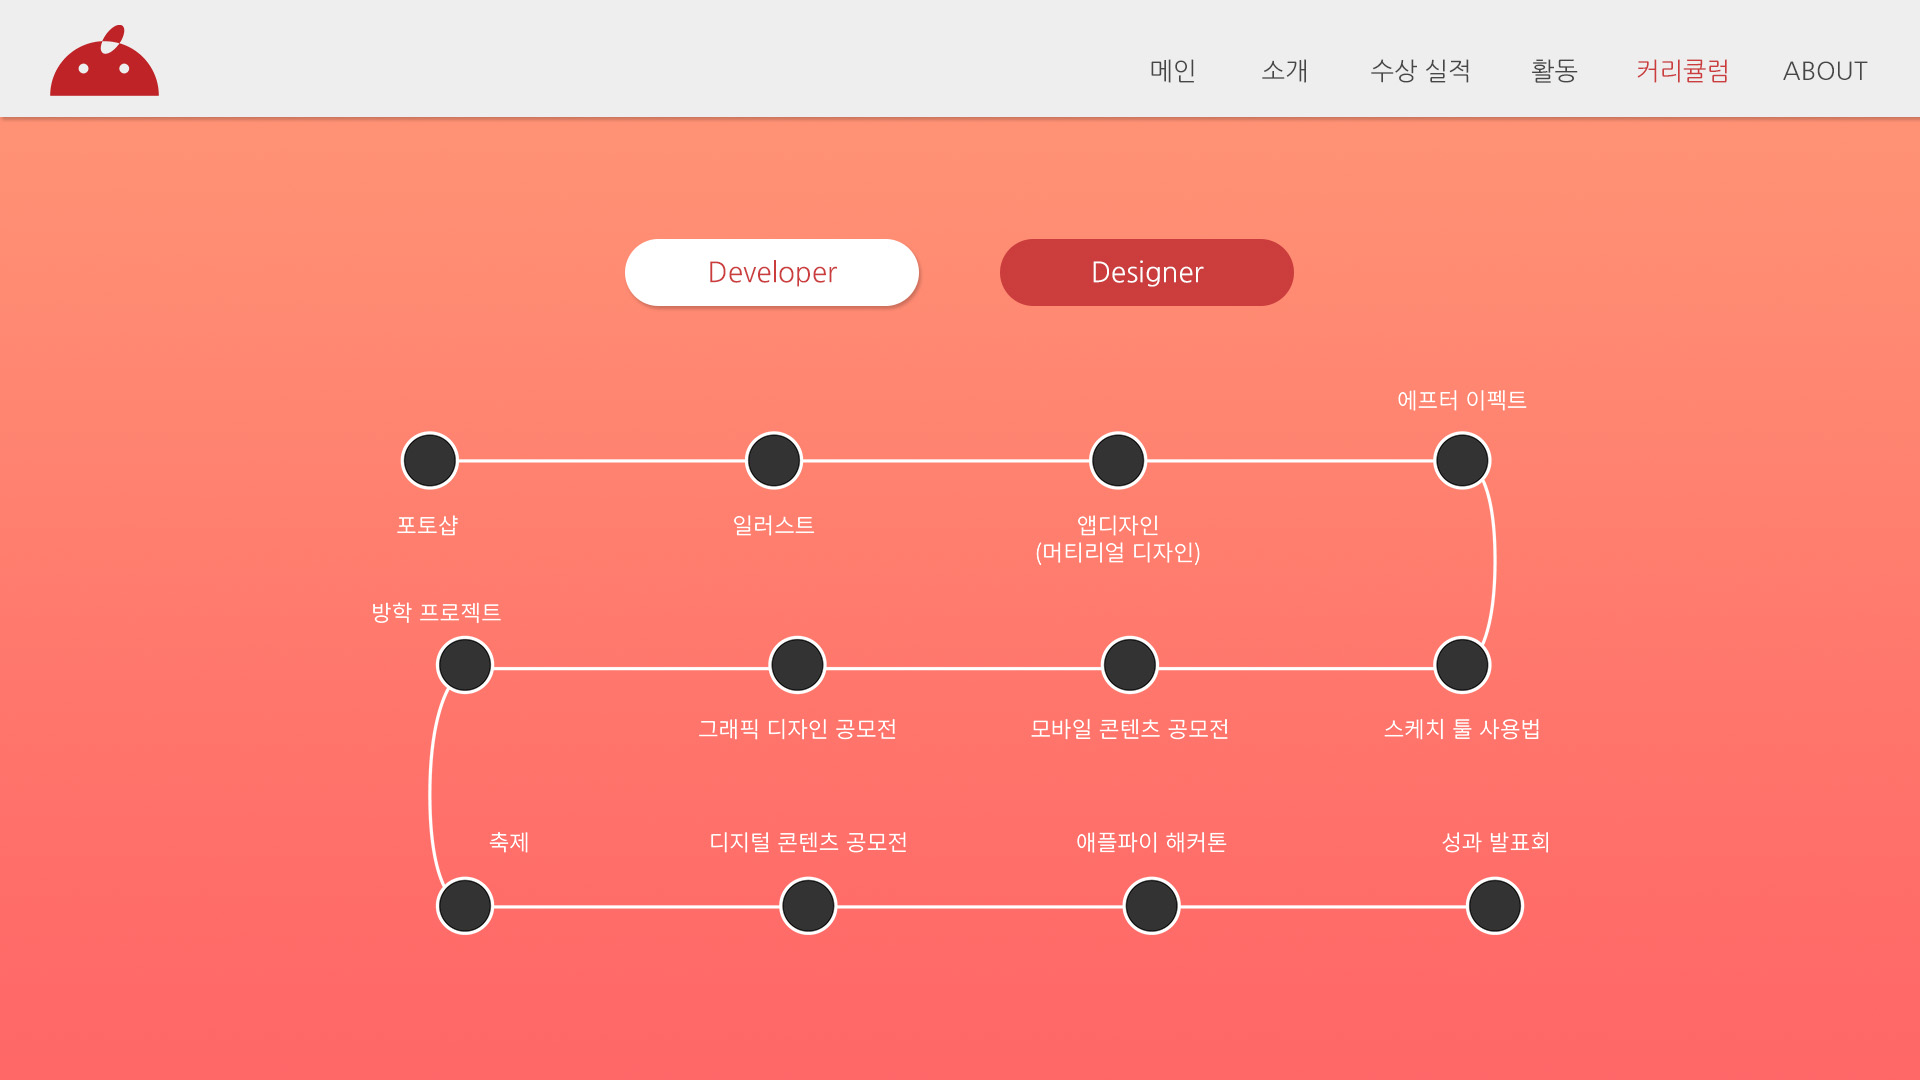 메인
소개
수상 실적
활동
커리큘럼
ABOUT
Developer
Designer
에프터 이펙트
포토샵
일러스트
앱디자인
(머티리얼 디자인)
방학 프로젝트
그래픽 디자인 공모전
모바일 콘텐츠 공모전
스케치 툴 사용법
축제
디지털 콘텐츠 공모전
애플파이 해커톤
성과 발표회